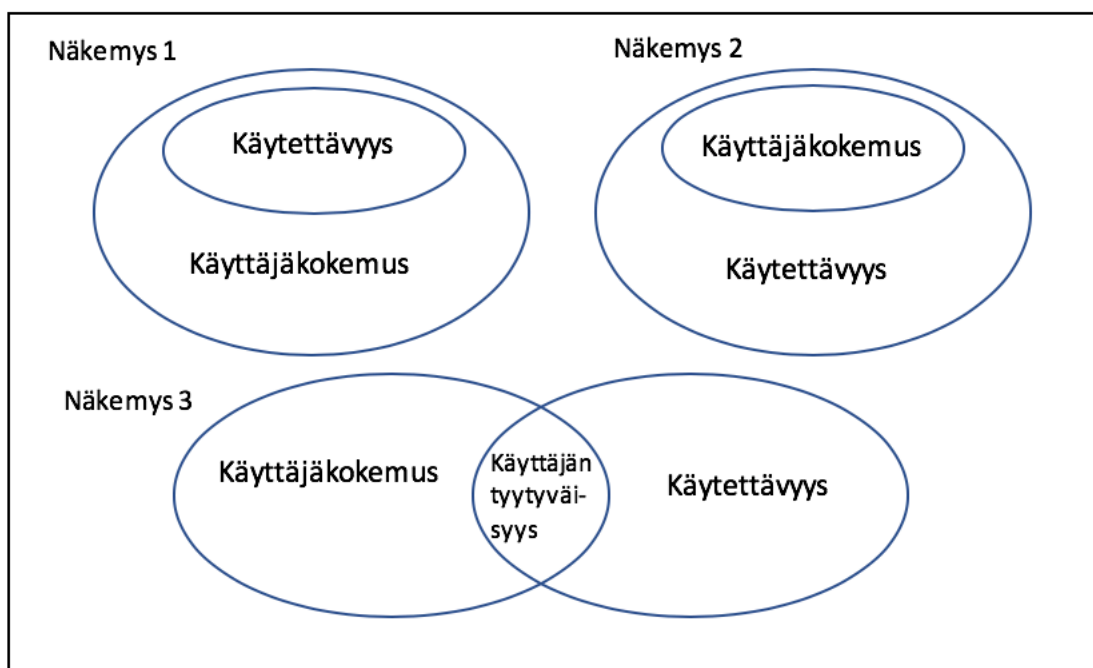 Näkemys 1
Käytettävyys
Käyttäjäkokemus
Näkemys 2
Käyttäjäkokemus
Käytettävyys
Näkemys 3
Käyttäjäkokemus
Käyttäjän
tyytyväi-
syys
Käytettävyys